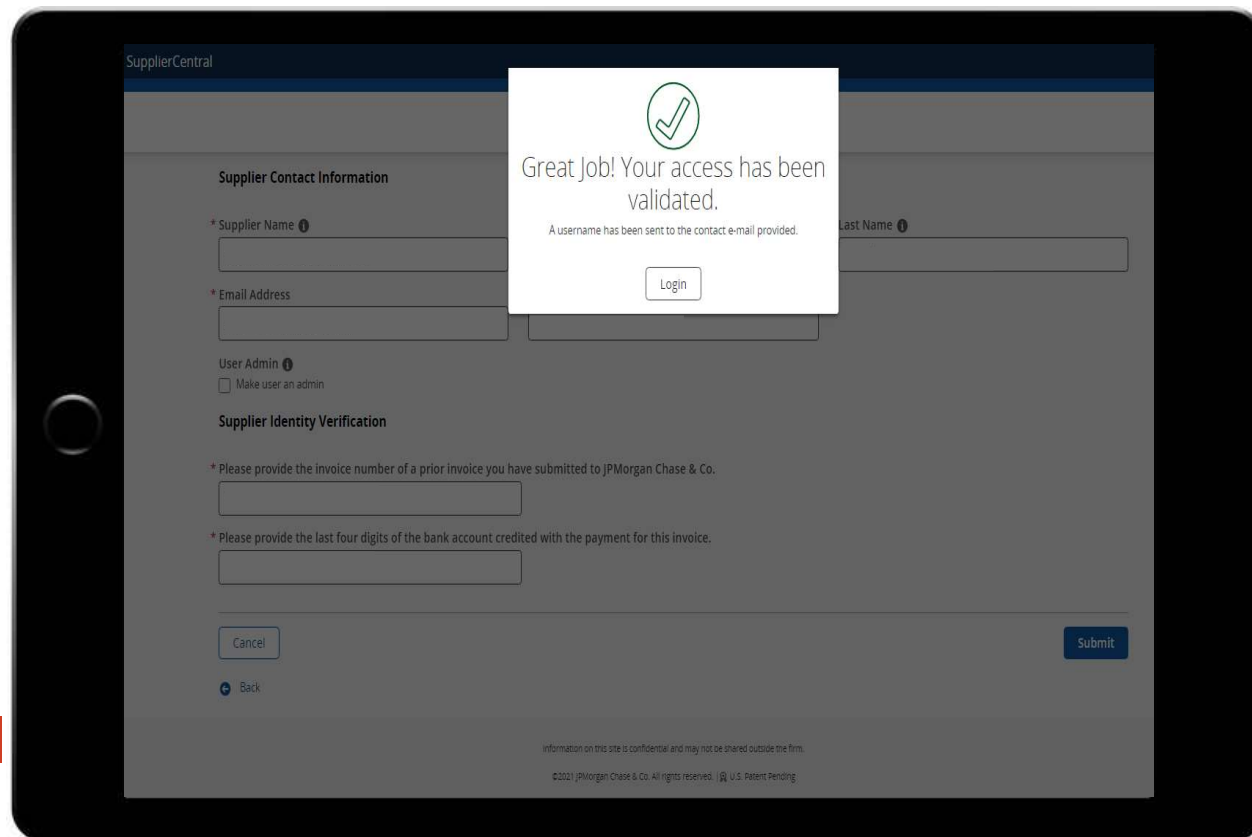 SupplierCentral
Great Job! Your access has been
validated.
A username has been sent to the contact e-mail provided.
Login
Supplier Contact Information
* Supplier Name
Last Name
* Email Address
User Admin
Make user an admin
Supplier Identity Verification
* Please provide the invoice number of a prior invoice you have submitted to JPMorgan Chase & Co.
* Please provide the last four digits of the bank account credited with the payment for this invoice.
Cancel
Submit
Back
Information on this site is confidential and may not be shared outside the firm.
©2021 JPMorgan Chase & Co. All rights reserved. | U.S. Patent Pending